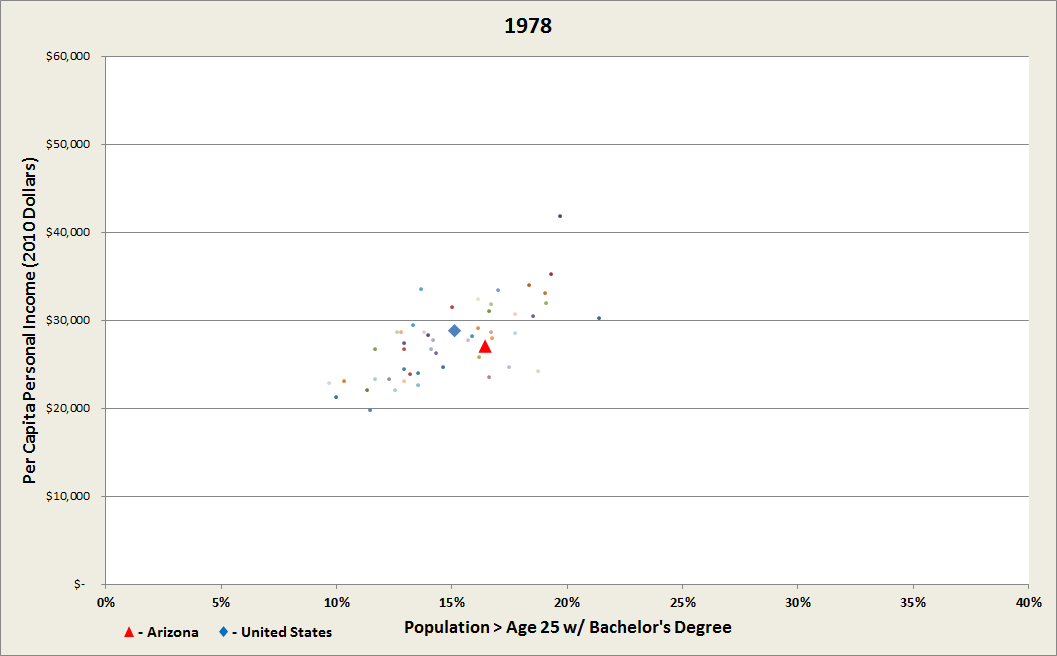 1978
$60,000
$50,000
$40,000
$30,000
$20,000
$10,000
$-
Per Capita Personal Income (2010 Dollars)
0% 5% 10% 15% 20% 25% 30% 35% 40%
Population > Age 25 w/ Bachelor's Degree
- Arizona - United States